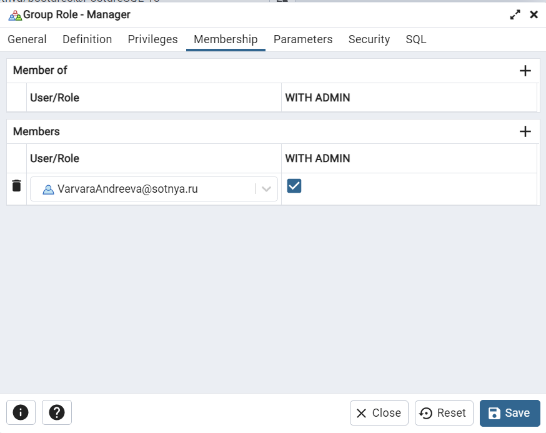 Group Role - Manager
General Definition Privileges Membership Parameters Security SQL
Member of
User/Role WITH ADMIN
Members
User/Role WITH ADMIN
VarvaraAndreeva@sotnya.ru
Close Reset Save